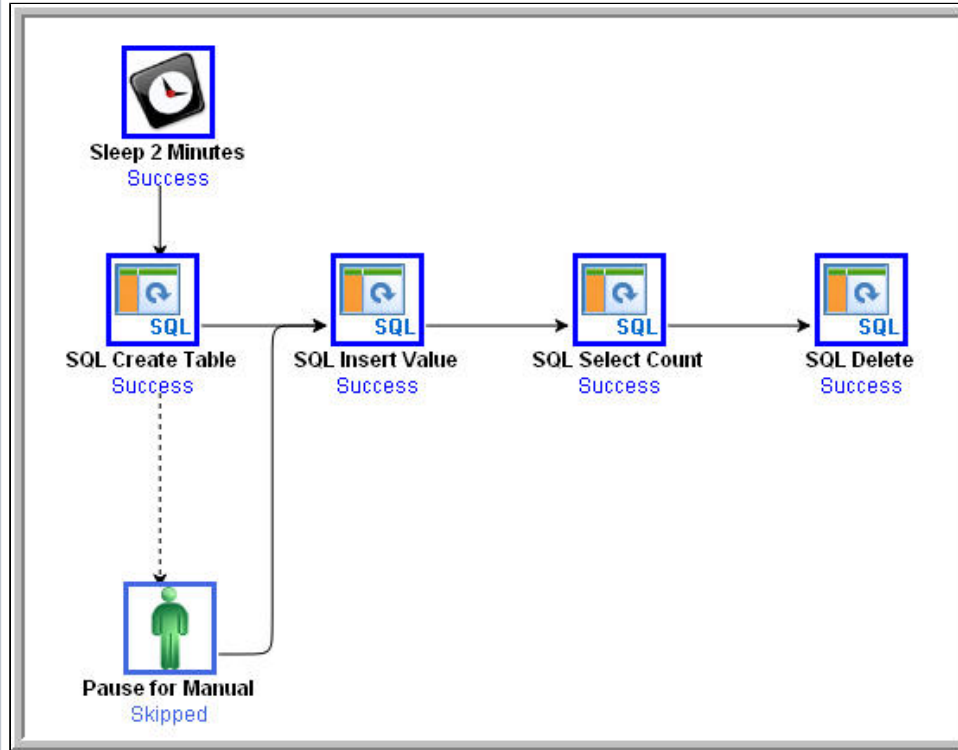 Sleep 2 Minutes
Success
SQL SQL SQL SQL
SQL Create Table SQL Insert Value SQL Select Count SQL Delete
Success Success Success Success
Pause for Manual
Skipped